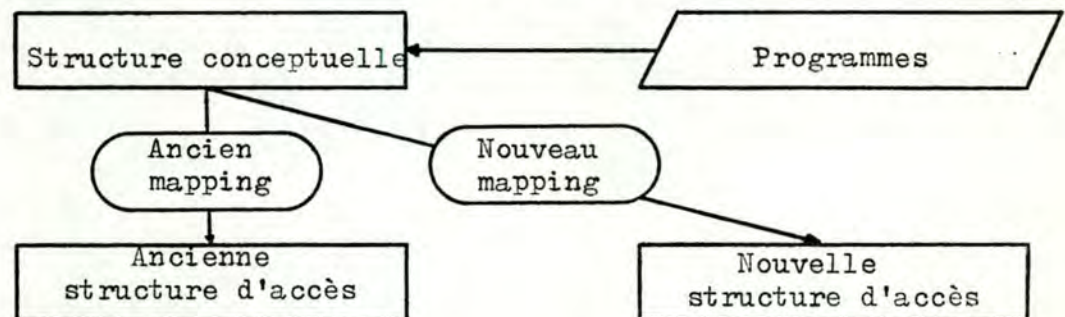 Structure conceptuelle
Programmes
Ancien
mapping
Nouveau
mapping
Ancienne
structure d'accès
Nouvelle
structure d'accès